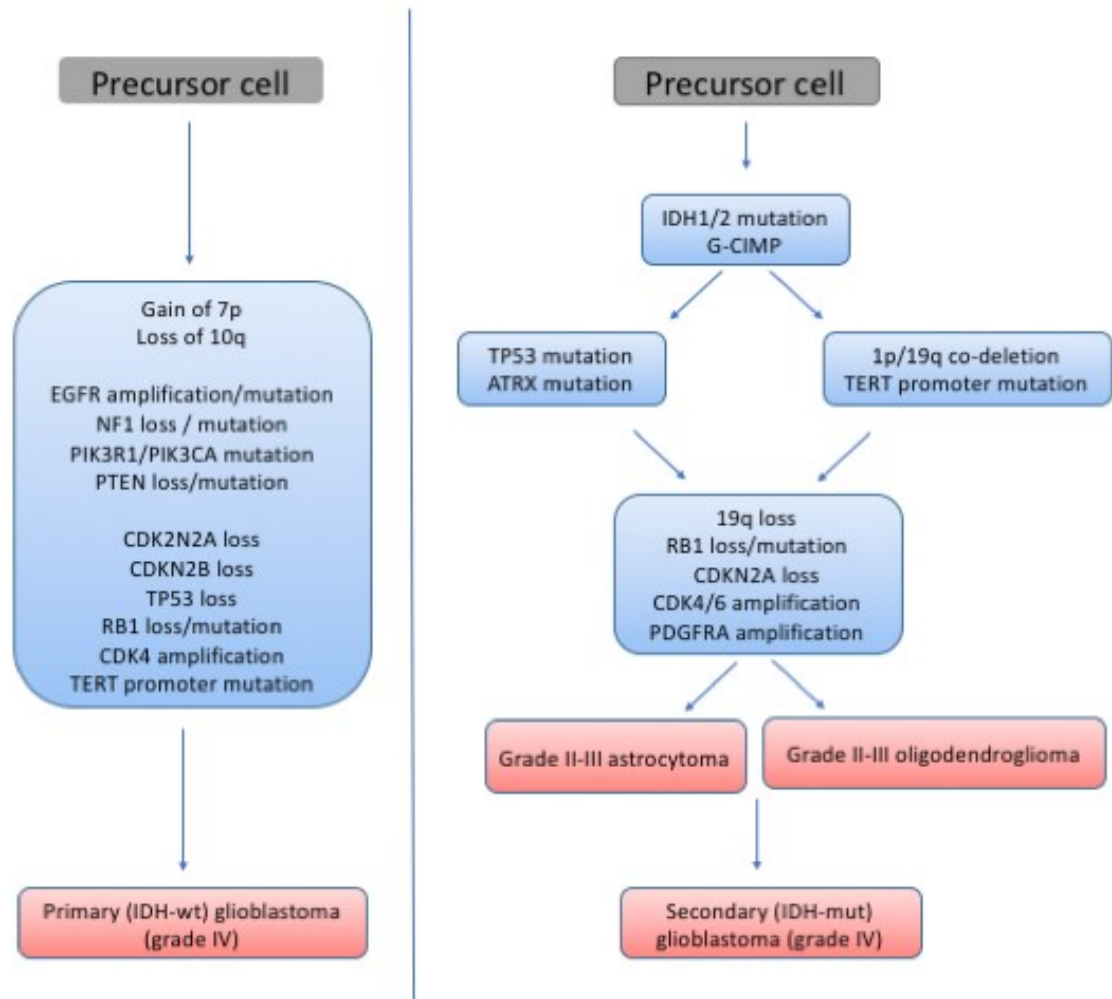 Precursor cell
Gain of 7p
Loss of 10q
EGFR amplification/mutation
NF1 loss / mutation
PIK3R1/PIK3CA mutation
PTEN loss/mutation
CDK2N2A loss
CDKN2B loss
TP53 loss
RB1 loss/mutation
CDK4 amplification
TERT promoter mutation
Primary (IDH-wt) glioblastoma
(grade IV)
Precursor cell
IDH1/2 mutation
G-CIMP
TP53 mutation
ATRX mutation
1p/19q co-deletion
TERT promoter mutation
19q loss
RB1 loss/mutation
CDKN2A loss
CDK4/6 amplification
PDGFRA amplification
Grade II-III astrocytoma
Grade II-III oligodendroglioma
Secondary (IDH-mut)
glioblastoma (grade IV)